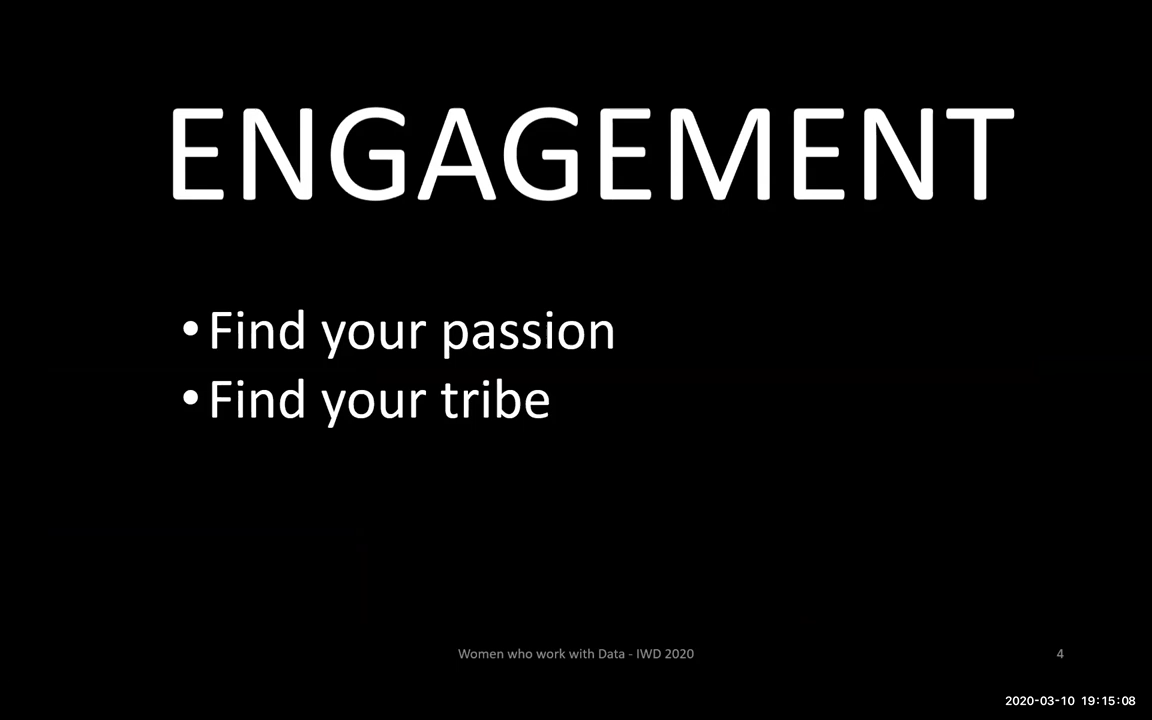 ENGAGEMENT
•Find your passion
•Find your tribe
Women who work with Data - IWD 2020
4
2020-03-10 19:15:08